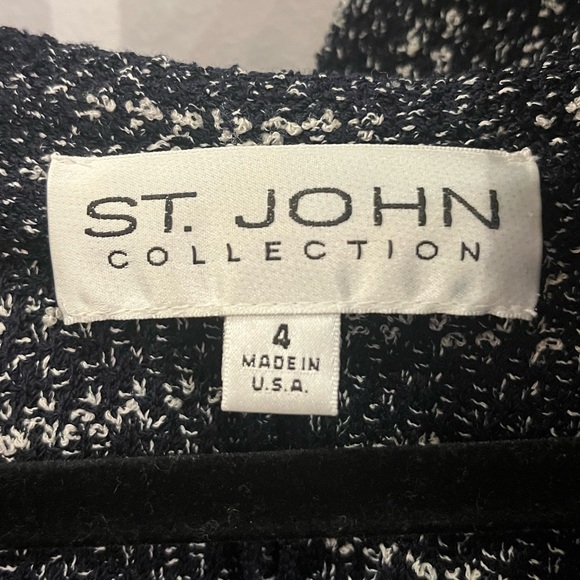 ST. JOHN
COLLECTION
4
MADE IN
U.S.A.